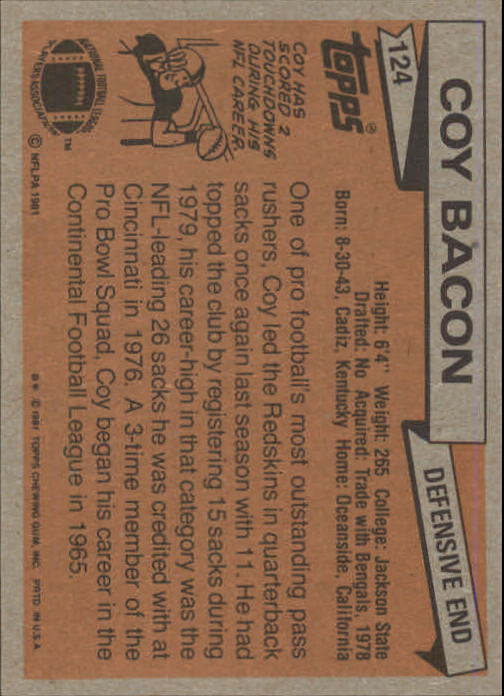 124
COY BACON
DEFENSIVE END
topps®
Height: 6'4" Weight: 265 College: Jackson State
Drafted: No Acquired: Trade with Bengals, 1978
Born: 8-30-43, Cadiz, Kentucky Home: Oceanside, California
COY HAS
SCORED 2
TOUCHDOWNS
DURING HIS
NFL CAREER.
One of pro football's most outstanding pass
rushers, Coy led the Redskins in quarterback
sacks once again last season with 11. He had
topped the club by registering 15 sacks during
1979, his career-high in that category was the
NFL-leading 26 sacks he was credited with at
Cincinnati in 1976. A 3-time member of the
Pro Bowl Squad, Coy began his career in the
Continental Football League in 1965.
NATIONAL FOOTBALL LEAGUE
PLAYERS ASSOCIATION
TM
© NFLPA 1981
© 1981 TOPPS CHEWING GUM, INC. PRTD. IN U.S.A.